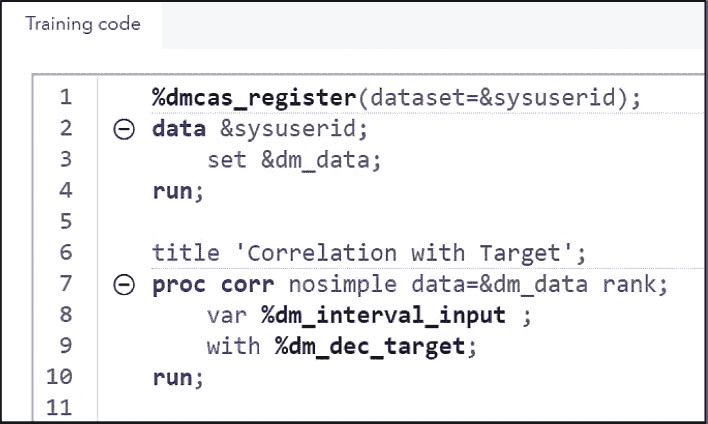 Training code
1 %dmcas_register(dataset=&sysuserid);
2 data &sysuserid;
3 set &dm_data;
4 run;
5
6 title 'Correlation with Target';
7 proc corr nosimple data=&dm_data rank;
8 var %dm_interval_input ;
9 with %dm_dec_target;
10 run;
11